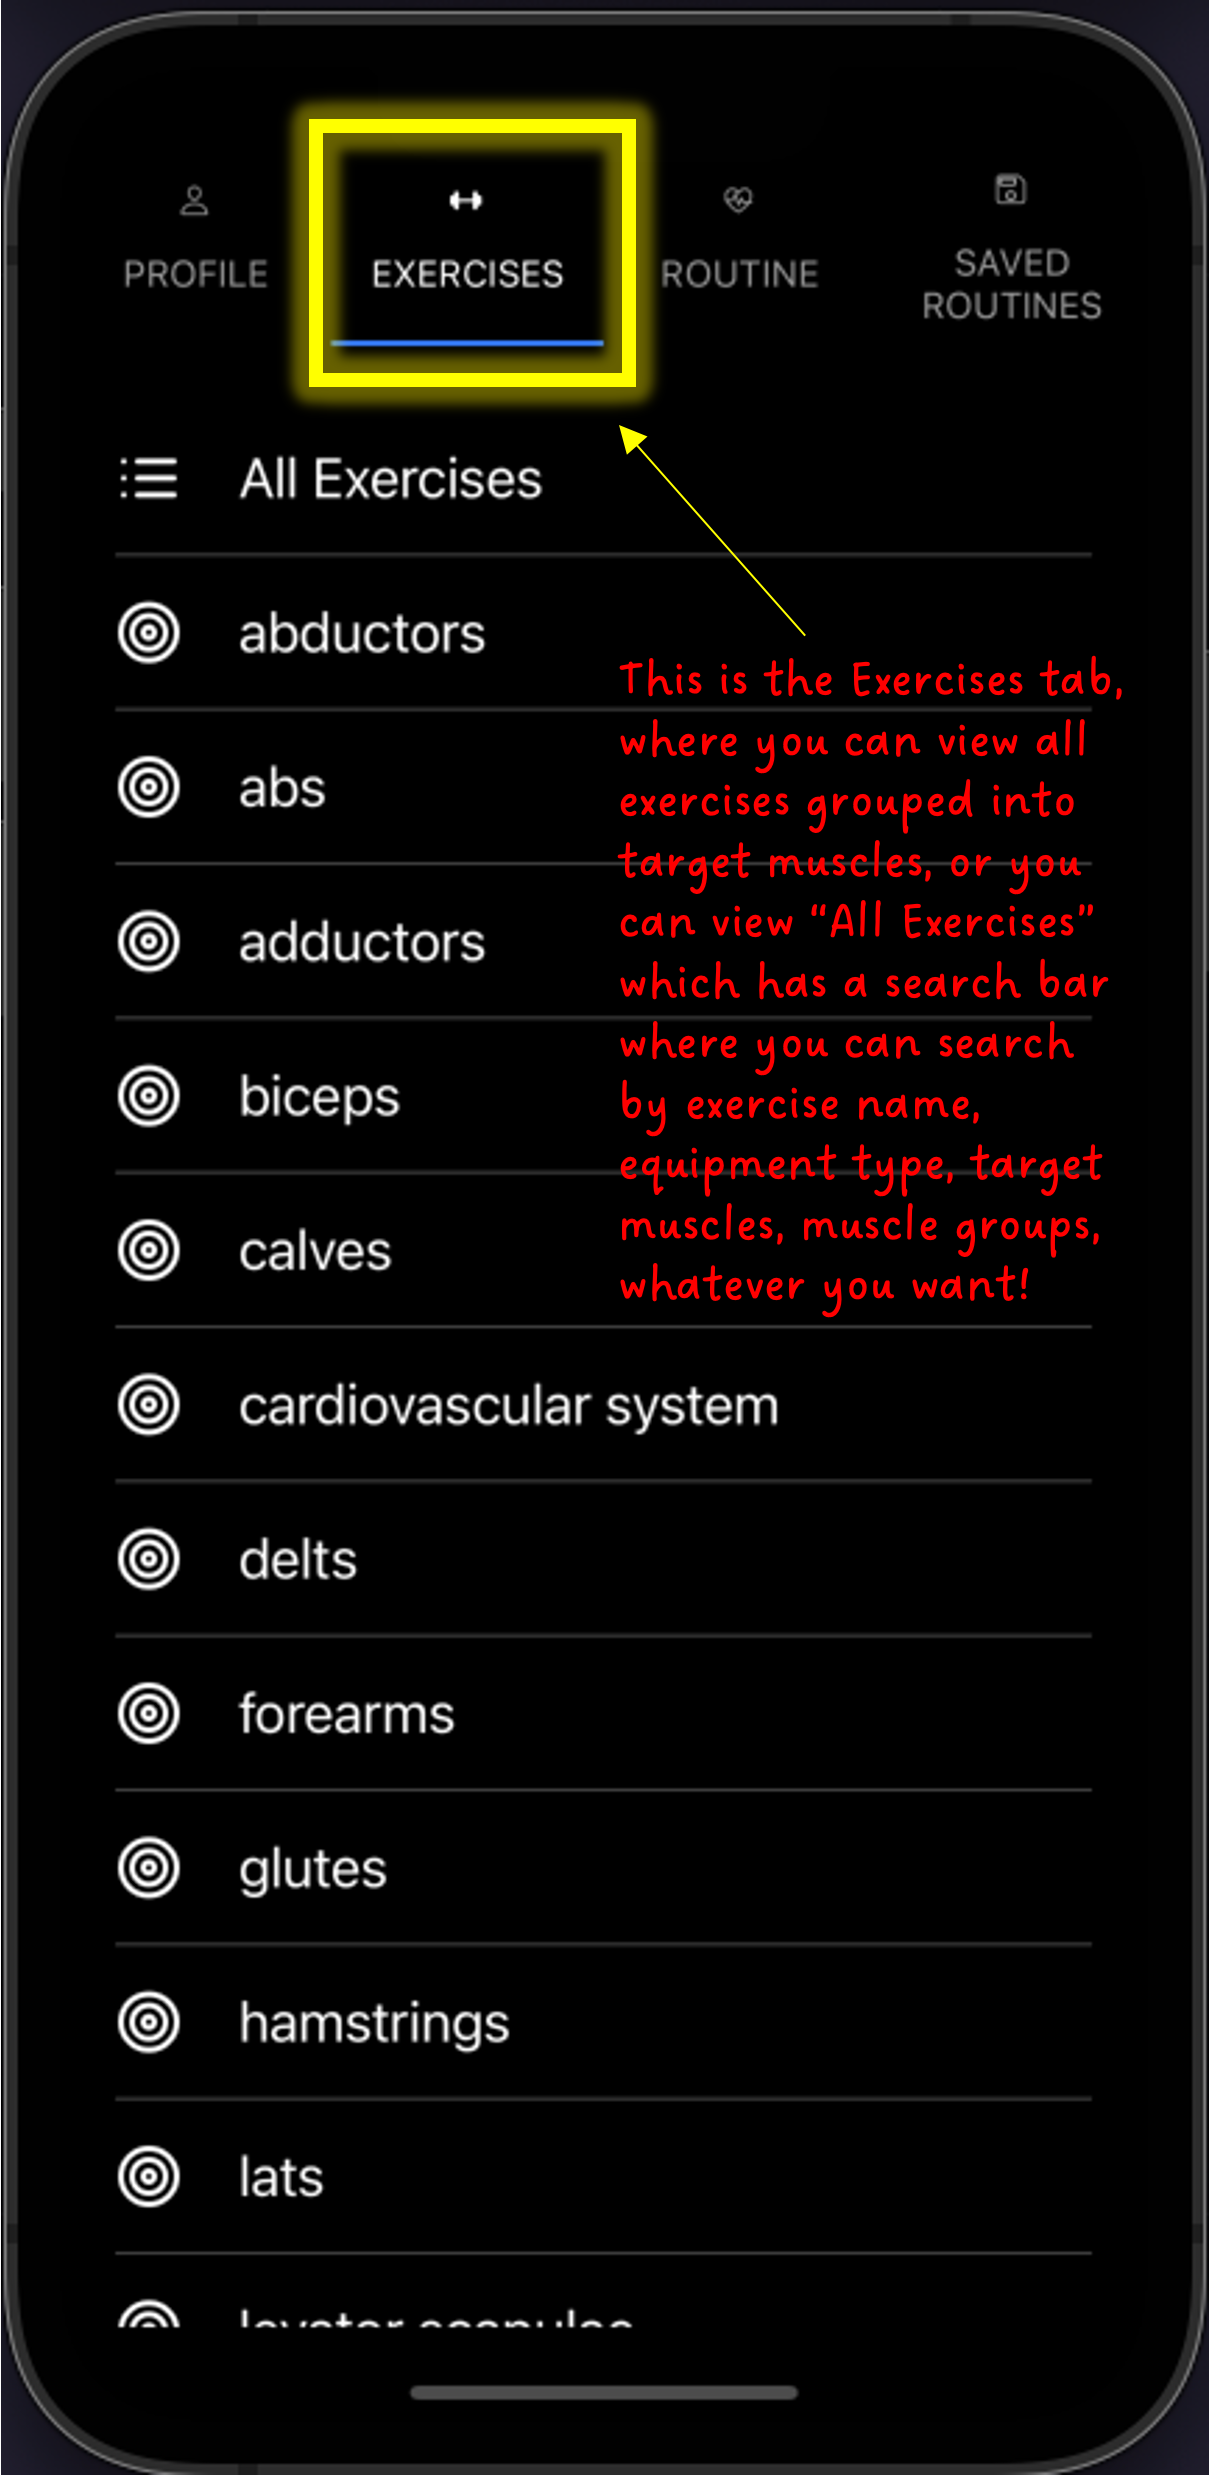 PROFILE
EXERCISES
ROUTINE
SAVED
ROUTINES
All Exercises
abductors
This is the Exercises tab,
where you can view all
exercises grouped into
target muscles, or you
can view “All Exercises”
which has a search bar
where you can search
by exercise name,
equipment type, target
muscles, muscle groups,
whatever you want!
abs
adductors
biceps
calves
cardiovascular system
delts
forearms
glutes
hamstrings
lats
levator scapulae